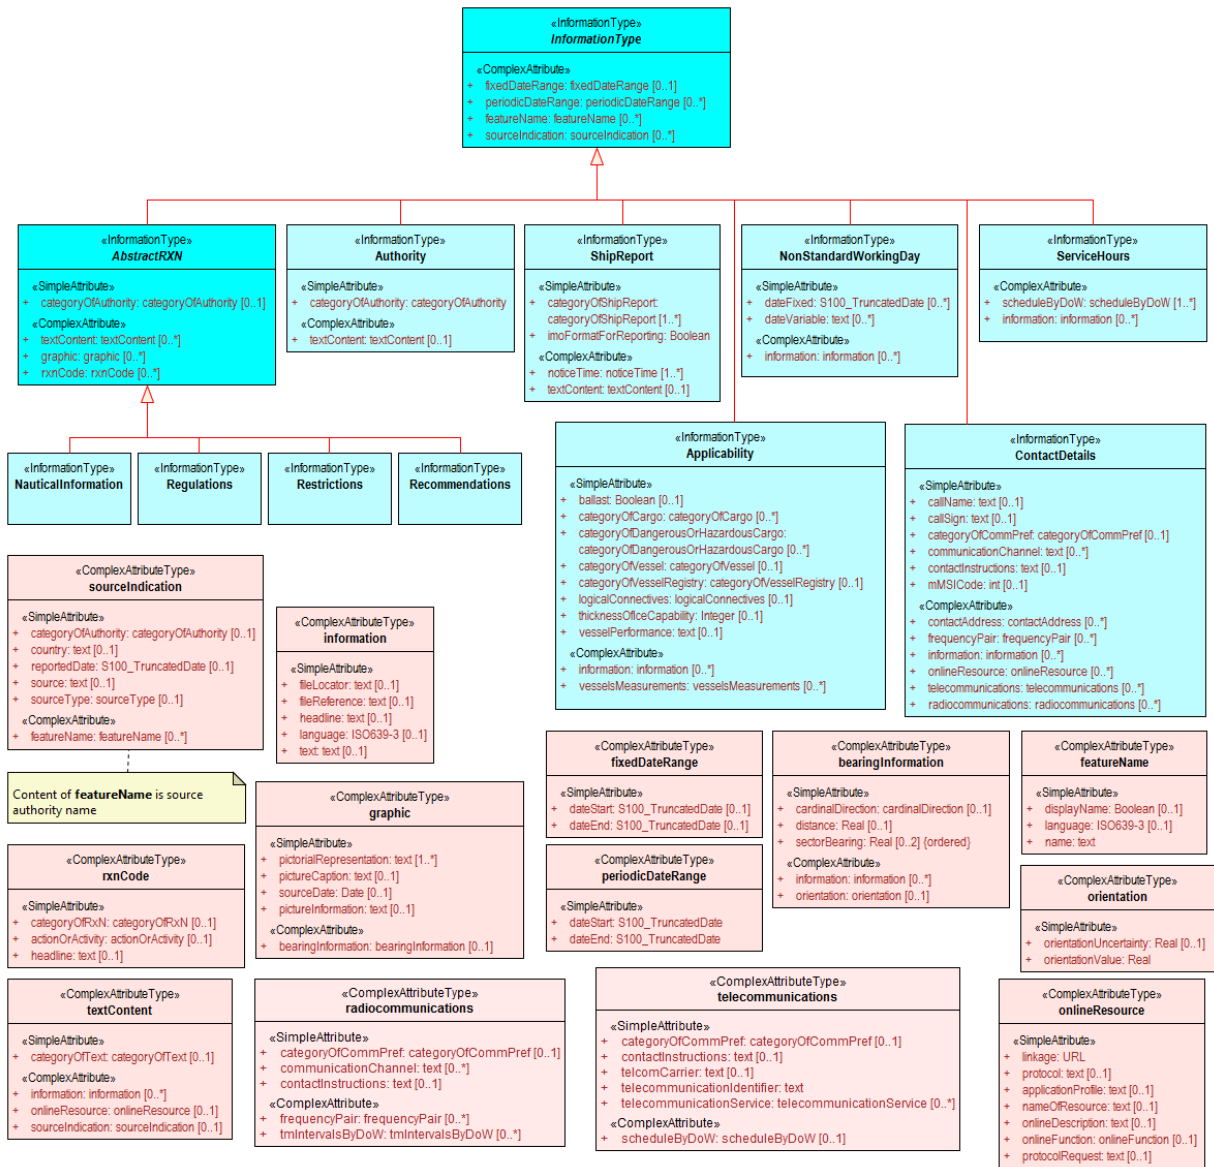 «InformationType»
InformationType
«ComplexAttribute»
+ fixedDateRange: fixedDateRange [0..1]
+ periodicDateRange: periodicDateRange [0..*]
+ featureName: featureName [0..*]
+ sourceIndication: sourceIndication [0..*]
«InformationType»
AbstractRXN
«SimpleAttribute»
+ categoryOfAuthority: categoryOfAuthority [0..1]
«ComplexAttribute»
+ textContent: textContent [0..*]
+ graphic: graphic [0..*]
+ rxnCode: rxnCode [0..*]
«InformationType»
Authority
«SimpleAttribute»
+ categoryOfAuthority: categoryOfAuthority
«ComplexAttribute»
+ textContent: textContent [0..1]
«InformationType»
ShipReport
«SimpleAttribute»
+ categoryOfShipReport:
categoryOfShipReport [1..*]
+ imoFormatForReporting: Boolean
«ComplexAttribute»
+ noticeTime: noticeTime [1..*]
+ textContent: textContent [0..1]
«InformationType»
NonStandardWorkingDay
«SimpleAttribute»
+ dateFixed: S100_TruncatedDate [0..*]
+ dateVariable: text [0..*]
«ComplexAttribute»
+ information: information [0..*]
«InformationType»
ServiceHours
«ComplexAttribute»
+ scheduleByDoW: scheduleByDoW [1..*]
+ information: information [0..*]
«InformationType»
NauticalInformation
«InformationType»
Regulations
«InformationType»
Restrictions
«InformationType»
Recommendations
«InformationType»
Applicability
«SimpleAttribute»
+ ballast: Boolean [0..1]
+ categoryOfCargo: categoryOfCargo [0..*]
+ categoryOfDangerousOrHazardousCargo:
categoryOfDangerousOrHazardousCargo [0..*]
+ categoryOfVessel: categoryOfVessel [0..1]
+ categoryOfVesselRegistry: categoryOfVesselRegistry [0..1]
+ logicalConnectives: logicalConnectives [0..1]
+ thicknessOfIceCapability: Integer [0..1]
+ vesselPerformance: text [0..1]
«ComplexAttribute»
+ information: information [0..*]
+ vesselsMeasurements: vesselsMeasurements [0..*]
«InformationType»
ContactDetails
«SimpleAttribute»
+ callName: text [0..1]
+ callSign: text [0..1]
+ categoryOfCommPref: categoryOfCommPref [0..1]
+ communicationChannel: text [0..*]
+ contactInstructions: text [0..1]
+ mMSICode: int [0..1]
«ComplexAttribute»
+ contactAddress: contactAddress [0..*]
+ frequencyPair: frequencyPair [0..*]
+ information: information [0..*]
+ onlineResource: onlineResource [0..*]
+ telecommunications: telecommunications [0..*]
+ radiocommunications: radiocommunications [0..*]
«ComplexAttributeType»
sourceIndication
«SimpleAttribute»
+ categoryOfAuthority: categoryOfAuthority [0..1]
+ country: text [0..1]
+ reportedDate: S100_TruncatedDate [0..1]
+ source: text [0..1]
+ sourceType: sourceType [0..1]
«ComplexAttribute»
+ featureName: featureName [0..*]
Content of featureName is source
authority name
«ComplexAttributeType»
information
«SimpleAttribute»
+ fileLocator: text [0..1]
+ fileReference: text [0..1]
+ headline: text [0..1]
+ language: ISO639-3 [0..1]
+ text: text [0..1]
«ComplexAttributeType»
fixedDateRange
«SimpleAttribute»
+ dateStart: S100_TruncatedDate [0..1]
+ dateEnd: S100_TruncatedDate [0..1]
«ComplexAttributeType»
bearingInformation
«SimpleAttribute»
+ cardinalDirection: cardinalDirection [0..1]
+ distance: Real [0..1]
+ sectorBearing: Real [0..2] {ordered}
«ComplexAttribute»
+ information: information [0..*]
+ orientation: orientation [0..1]
«ComplexAttributeType»
featureName
«SimpleAttribute»
+ displayName: Boolean [0..1]
+ language: ISO639-3 [0..1]
+ name: text
«ComplexAttributeType»
graphic
«SimpleAttribute»
+ pictorialRepresentation: text [1..*]
+ pictureCaption: text [0..1]
+ sourceDate: Date [0..1]
+ pictureInformation: text [0..1]
«ComplexAttribute»
+ bearingInformation: bearingInformation [0..1]
«ComplexAttributeType»
rxnCode
«SimpleAttribute»
+ categoryOfRxN: categoryOfRxN [0..1]
+ actionOrActivity: actionOrActivity [0..1]
+ headline: text [0..1]
«ComplexAttributeType»
periodicDateRange
«SimpleAttribute»
+ dateStart: S100_TruncatedDate
+ dateEnd: S100_TruncatedDate
«ComplexAttributeType»
orientation
«SimpleAttribute»
+ orientationUncertainty: Real [0..1]
+ orientationValue: Real
«ComplexAttributeType»
textContent
«SimpleAttribute»
+ categoryOfText: categoryOfText [0..1]
«ComplexAttribute»
+ information: information [0..*]
+ onlineResource: onlineResource [0..1]
+ sourceIndication: sourceIndication [0..1]
«ComplexAttributeType»
radiocommunications
«SimpleAttribute»
+ categoryOfCommPref: categoryOfCommPref [0..1]
+ communicationChannel: text [0..*]
+ contactInstructions: text [0..1]
«ComplexAttribute»
+ frequencyPair: frequencyPair [0..*]
+ tmIntervalsByDoW: tmIntervalsByDoW [0..*]
«ComplexAttributeType»
telecommunications
«SimpleAttribute»
+ categoryOfCommPref: categoryOfCommPref [0..1]
+ contactInstructions: text [0..1]
+ telcomCarrier: text [0..1]
+ telecommunicationIdentifier: text
+ telecommunicationService: telecommunicationService [0..*]
«ComplexAttribute»
+ scheduleByDoW: scheduleByDoW [0..1]
«ComplexAttributeType»
onlineResource
«SimpleAttribute»
+ linkage: URL
+ protocol: text [0..1]
+ applicationProfile: text [0..1]
+ nameOfResource: text [0..1]
+ onlineDescription: text [0..1]
+ onlineFunction: onlineFunction [0..1]
+ protocolRequest: text [0..1]